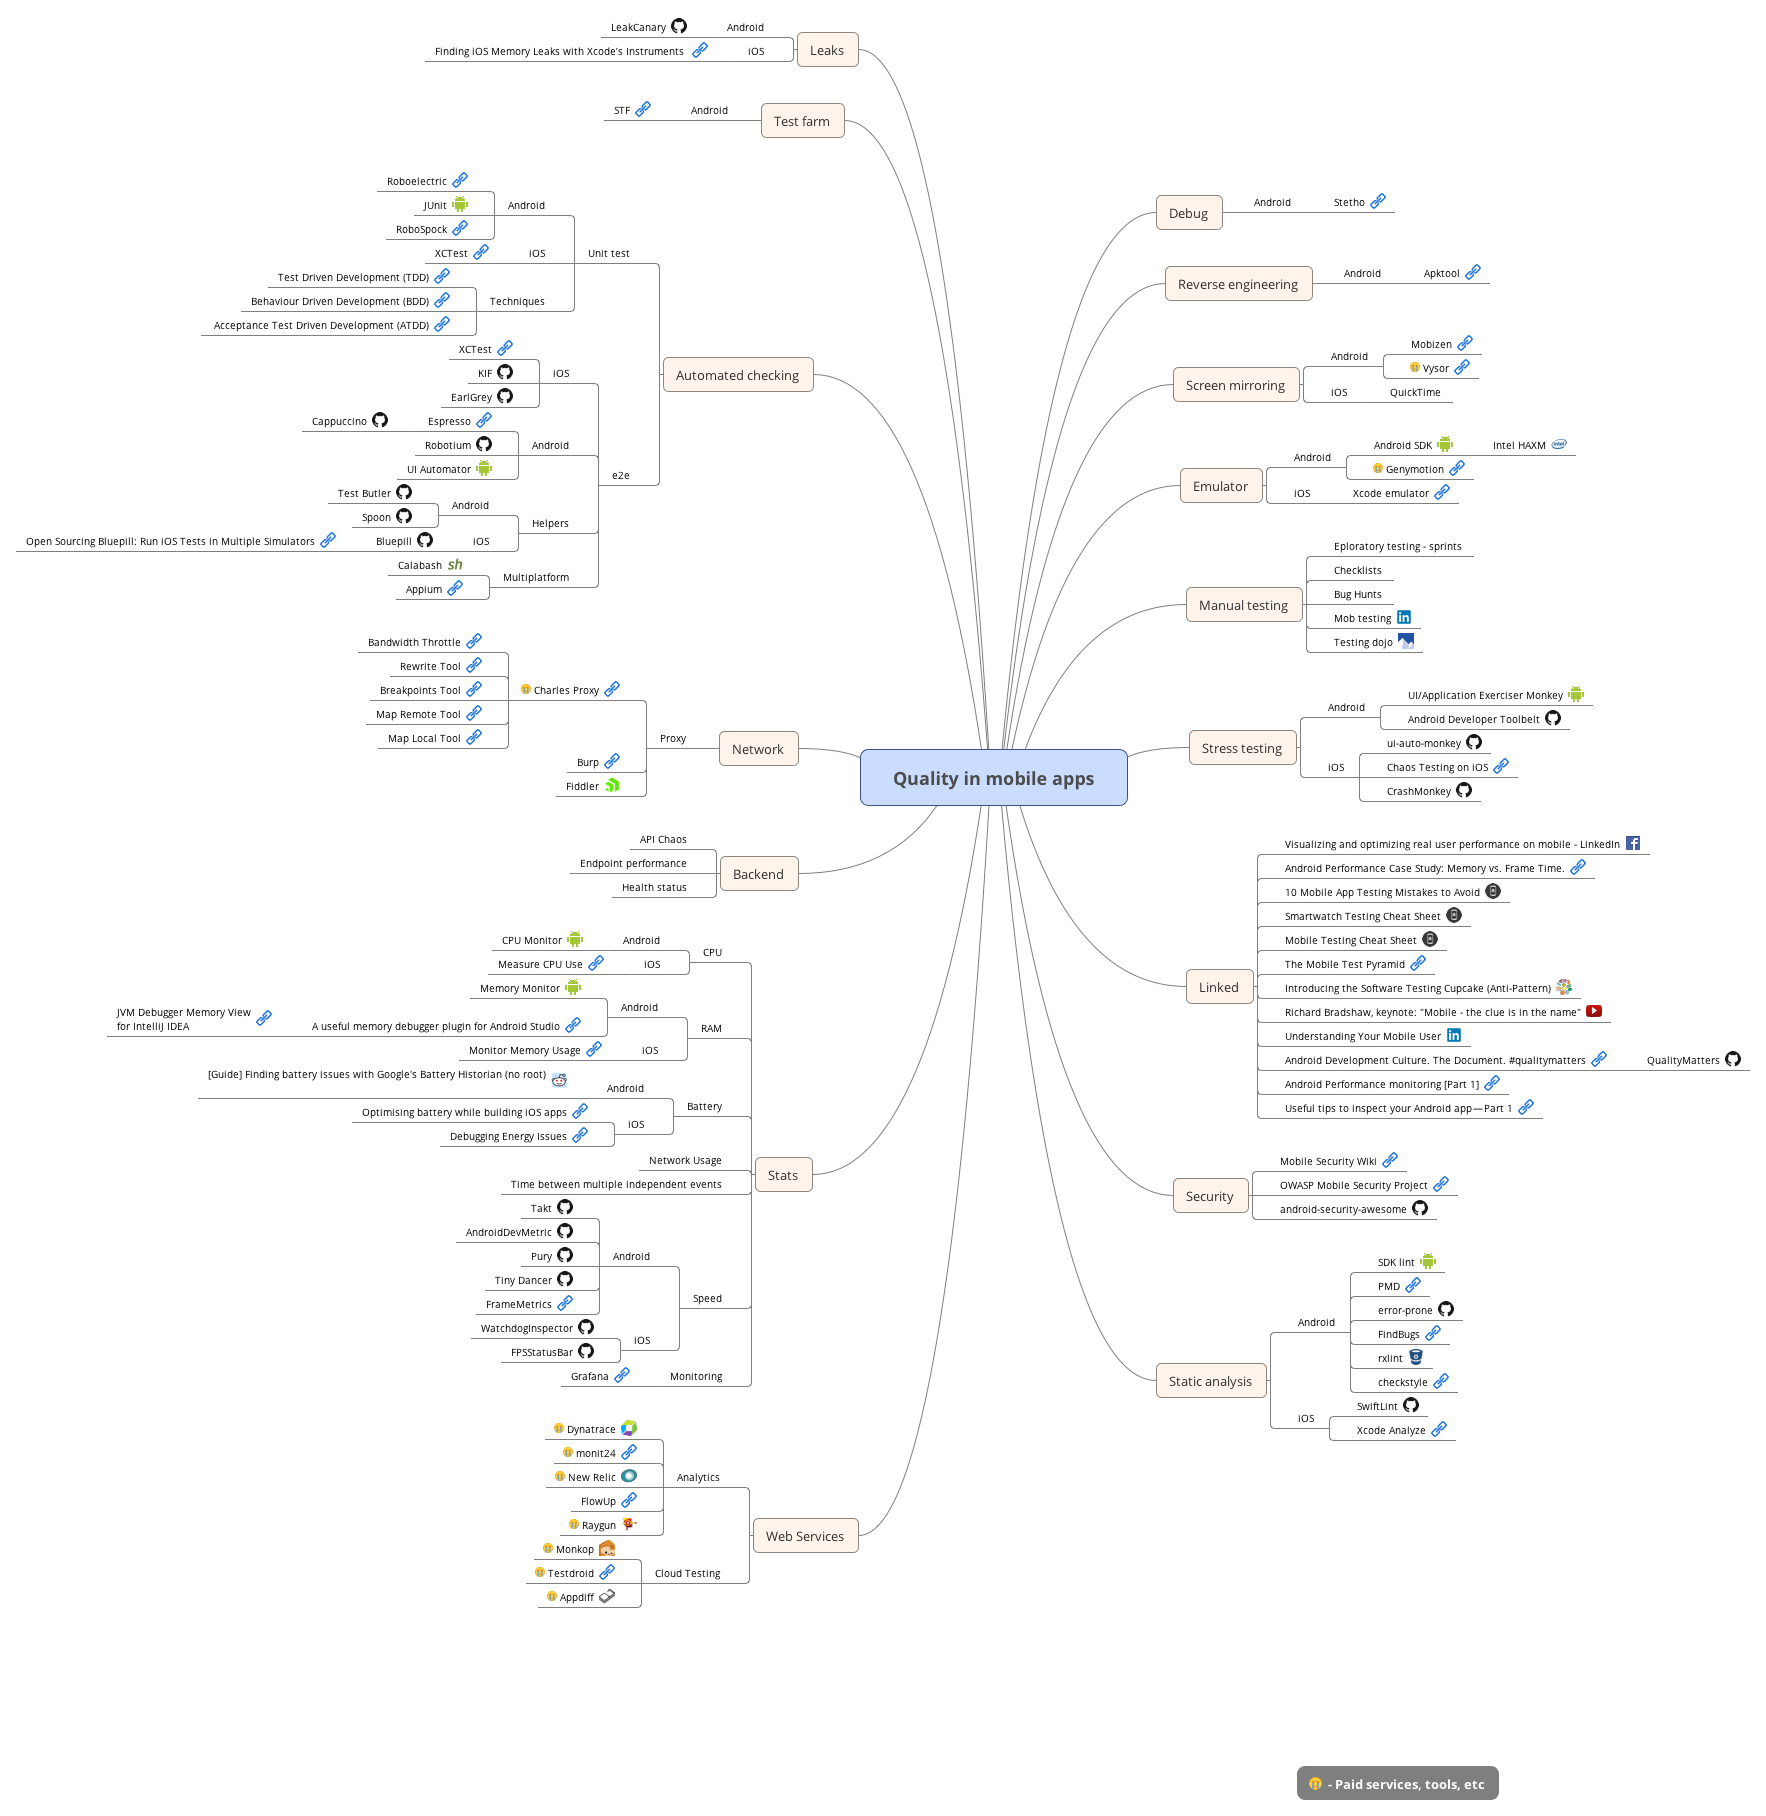 Quality in mobile apps
Leaks
Android
LeakCanary
iOS
Finding iOS Memory Leaks with Xcode's Instruments
Test farm
Android
STF
Automated checking
Unit test
Android
Roboelectric
JUnit
RoboSpock
iOS
XCTest
Techniques
Test Driven Development (TDD)
Behaviour Driven Development (BDD)
Acceptance Test Driven Development (ATDD)
e2e
iOS
XCTest
KIF
EarlGrey
Android
Espresso
Cappuccino
Robotium
UI Automator
Helpers
Android
Test Butler
Spoon
iOS
Bluepill
Open Sourcing Bluepill: Run iOS Tests in Multiple Simulators
Multiplatform
Calabash
sh
Appium
Network
Proxy
Charles Proxy
Bandwidth Throttle
Rewrite Tool
Breakpoints Tool
Map Remote Tool
Map Local Tool
Burp
Fiddler
Backend
API Chaos
Endpoint performance
Health status
Stats
CPU
Android
CPU Monitor
iOS
Measure CPU Use
RAM
Android
Memory Monitor
A useful memory debugger plugin for Android Studio
JVM Debugger Memory View
for IntelliJ IDEA
iOS
Monitor Memory Usage
Battery
Android
[Guide] Finding battery issues with Google's Battery Historian (no root)
iOS
Optimising battery while building iOS apps
Debugging Energy Issues
Network Usage
Time between multiple independent events
Speed
Android
Takt
AndroidDevMetric
Pury
Tiny Dancer
FrameMetrics
iOS
WatchdogInspector
FPSStatusBar
Monitoring
Grafana
Web Services
Analytics
Dynatrace
monit24
New Relic
FlowUp
Raygun
Cloud Testing
Monkop
Testdroid
Appdiff
Debug
Android
Stetho
Reverse engineering
Android
Apktool
Screen mirroring
Android
Mobizen
Vysor
iOS
QuickTime
Emulator
Android
Android SDK
Intel HAXM
intel
Genymotion
iOS
Xcode emulator
Manual testing
Eploratory testing - sprints
Checklists
Bug Hunts
Mob testing
in
Testing dojo
Stress testing
Android
UI/Application Exerciser Monkey
Android Developer Toolbelt
iOS
ui-auto-monkey
Chaos Testing on iOS
CrashMonkey
Linked
Visualizing and optimizing real user performance on mobile - LinkedIn
f
Android Performance Case Study: Memory vs. Frame Time.
10 Mobile App Testing Mistakes to Avoid
Smartwatch Testing Cheat Sheet
Mobile Testing Cheat Sheet
The Mobile Test Pyramid
Introducing the Software Testing Cupcake (Anti-Pattern)
Richard Bradshaw, keynote: "Mobile - the clue is in the name"
Understanding Your Mobile User
in
Android Development Culture. The Document. #qualitymatters
QualityMatters
Android Performance monitoring [Part 1]
Useful tips to inspect your Android app — Part 1
Security
Mobile Security Wiki
OWASP Mobile Security Project
android-security-awesome
Static analysis
Android
SDK lint
PMD
error-prone
FindBugs
rxlint
checkstyle
iOS
SwiftLint
Xcode Analyze
- Paid services, tools, etc